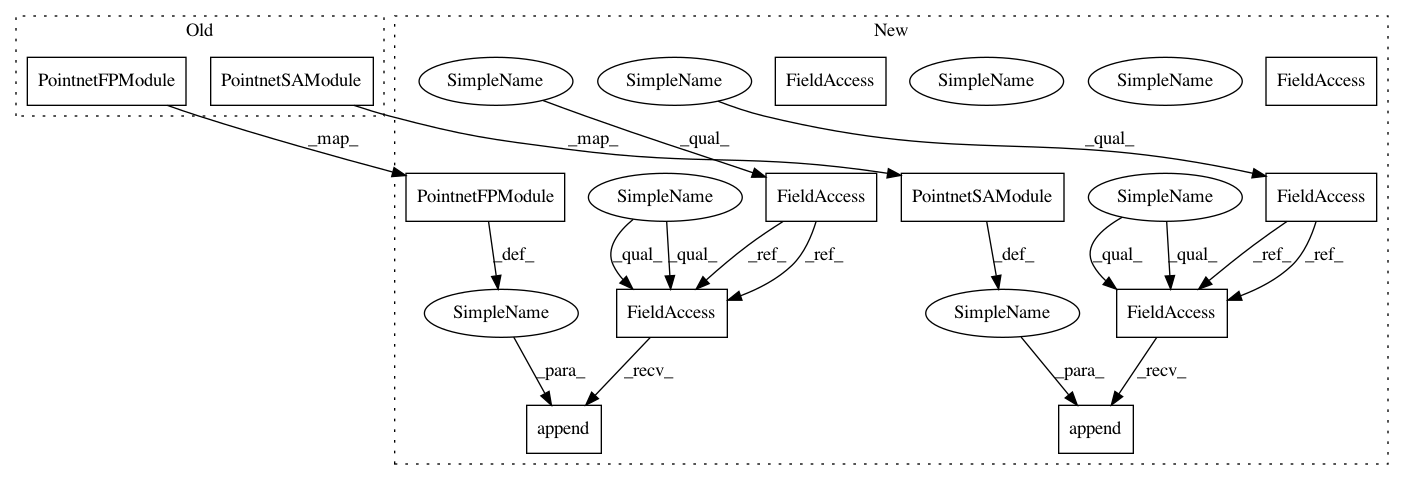 Old
New
PointnetFPModule
PointnetSAModule
SimpleName
SimpleName
FieldAccess
SimpleName
SimpleName
FieldAccess
_map_
_map_
_qual_
_qual_
PointnetFPModule
SimpleName
FieldAccess
PointnetSAModule
SimpleName
FieldAccess
_def_
_qual_
_qual_
_ref_
_ref_
_def_
_qual_
_qual_
_ref_
_ref_
SimpleName
FieldAccess
SimpleName
FieldAccess
_para_
_recv_
_para_
_recv_
append
append